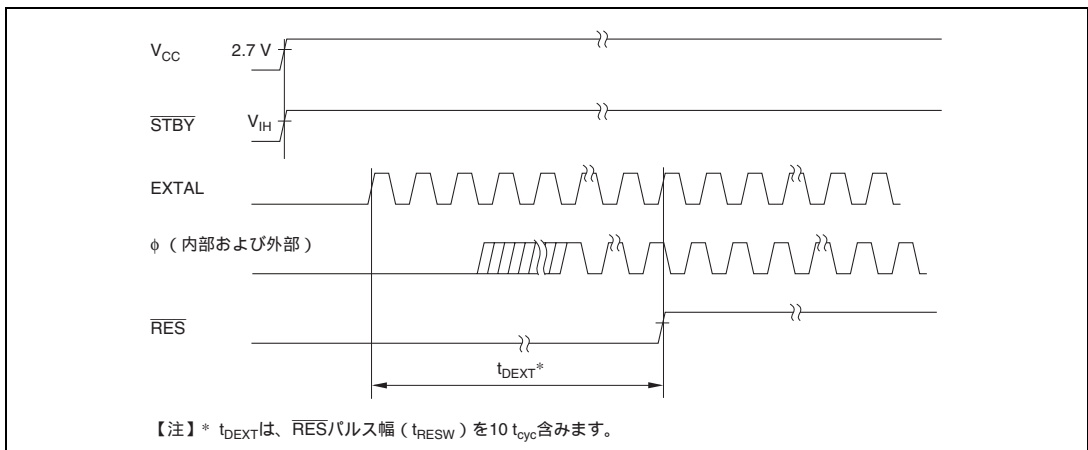 VCC 2.7 V
STBY VIH
EXTAL
φ（内部および外部）
RES
tDEXT*
【注】* tDEXTは、RESパルス幅（tRESW）を10 tcyc含みます。